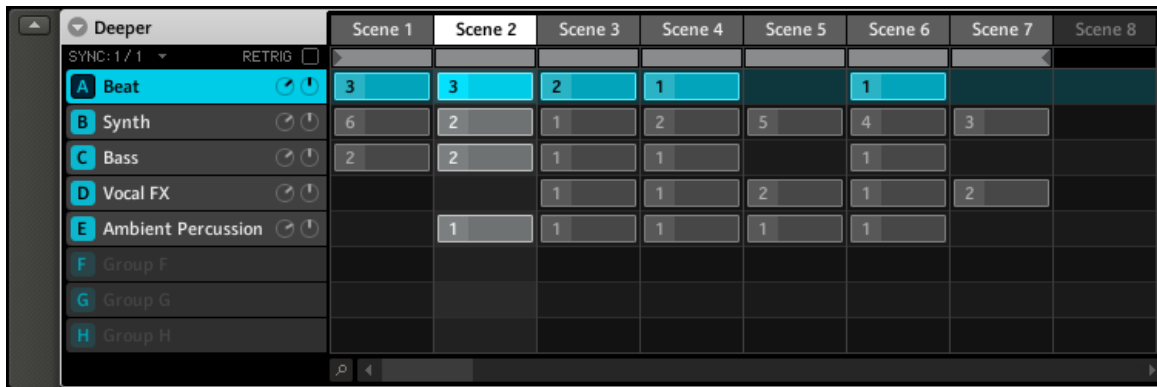 Deeper Scene 1 Scene 2 Scene 3 Scene 4 Scene 5 Scene 6 Scene 7 Scene 8
SYNC: 1 / 1 RETRIG
A Beat 3 3 2 1 1
B Synth 6 2 1 2 5 4 3
C Bass 2 2 1 1 1
D Vocal FX 1 1 2 1 2
E Ambient Percussion 1 1 1 1 1
F Group F
G Group G
H Group H